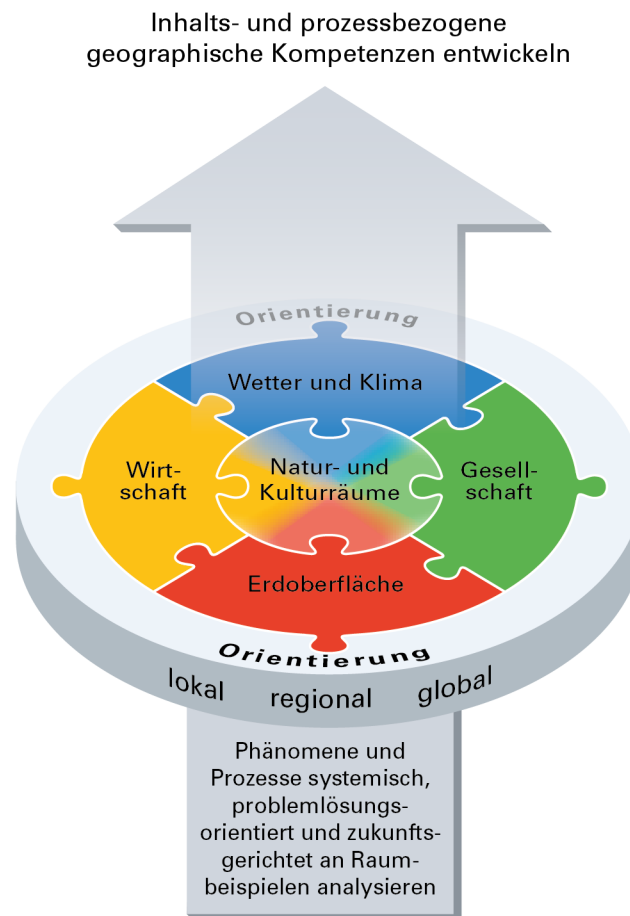 Inhalts- und prozessbezogene
geographische Kompetenzen entwickeln
Orientierung
Wetter und Klima
Wirt-
schaft
Natur- und
Kulturräume
Gesell-
schaft
Erdoberfläche
Orientierung
lokal regional global
Phänomene und
Prozesse systemisch,
problemlösungs-
orientiert und zukunfts-
gerichtet an Raum-
beispielen analysieren